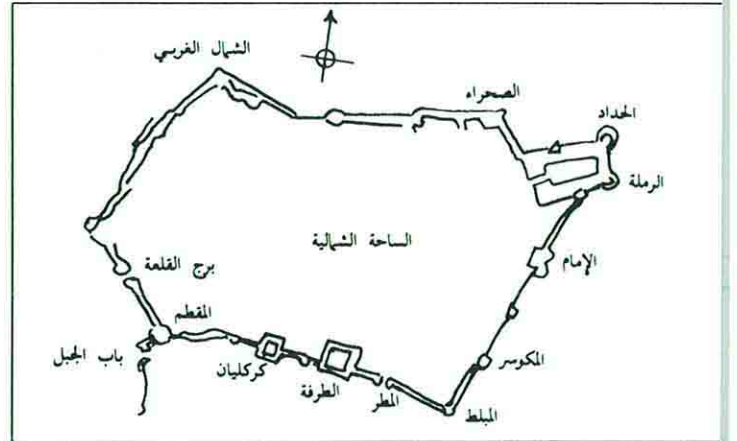 الشمال الغربي
الصحراء
الحداد
الرملة
الساحة الشمالية
الإمام
برج القلعة
المقطم
باب الجبل
كركليان
الطرفة
المطر
المكوسر
المبلط